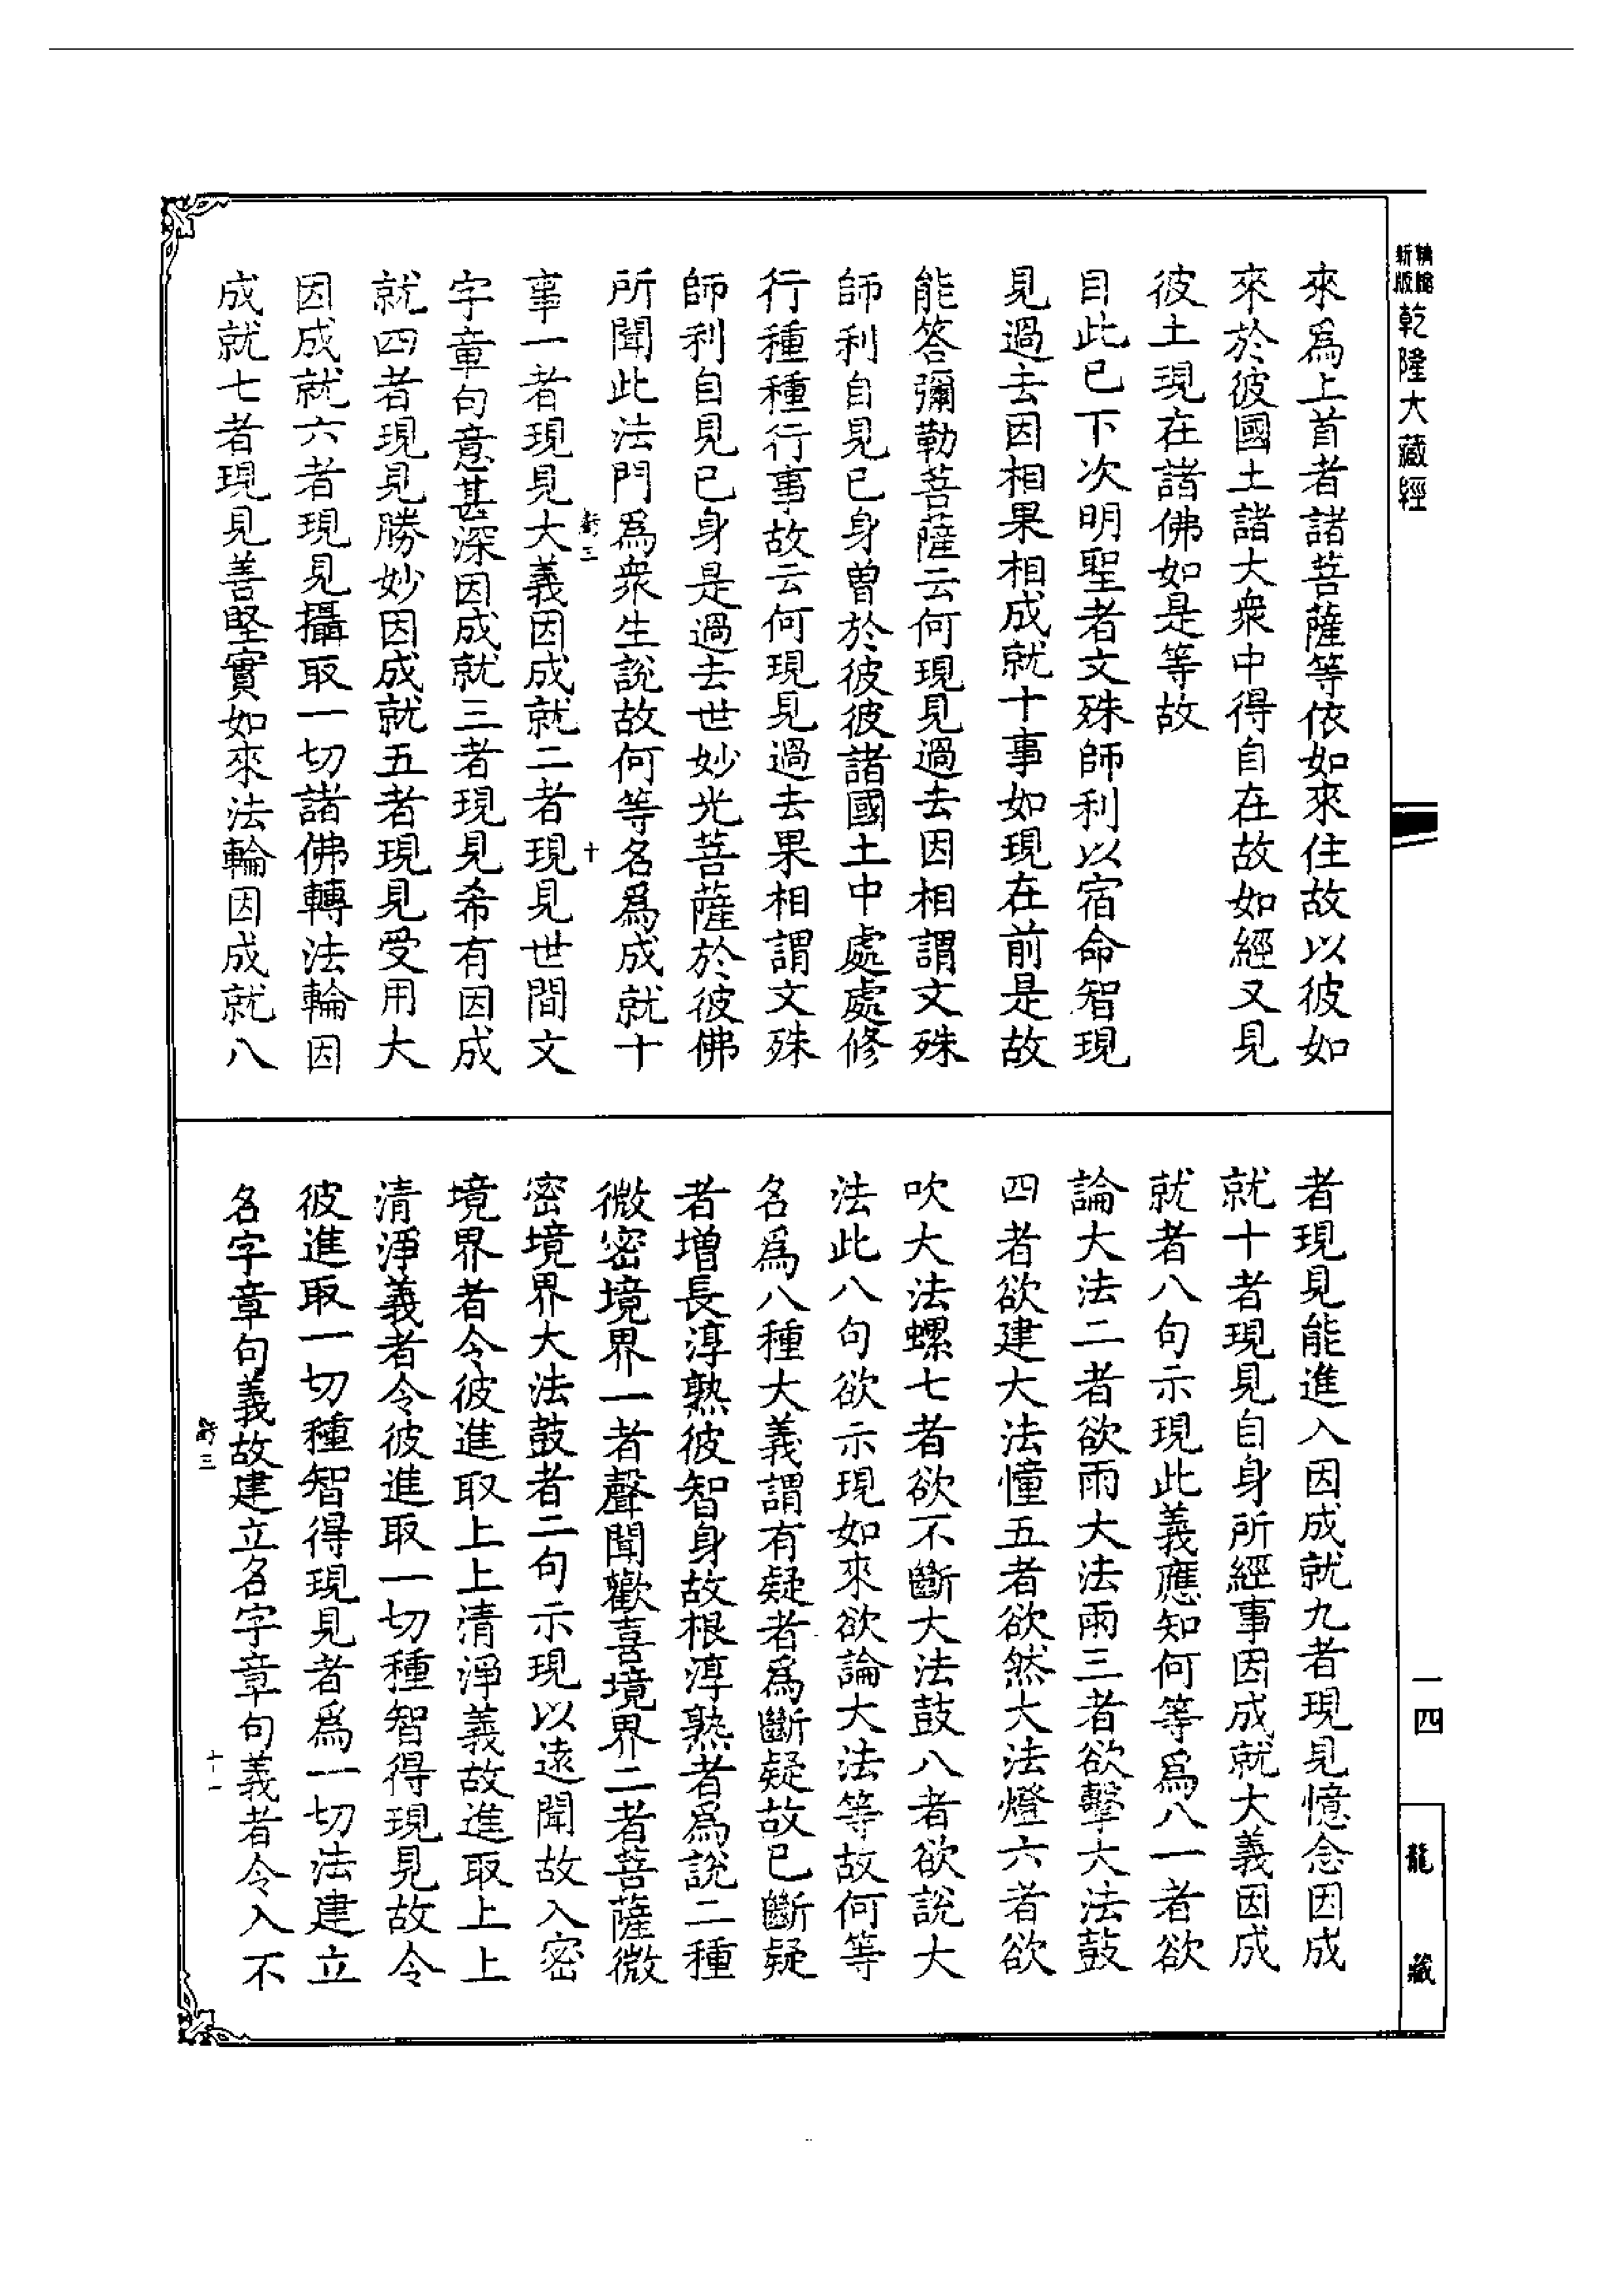 新版
乾隆大藏經
來爲上首者諸菩薩等依如來住故以彼如
來於彼國土諸大衆中得自在故如經又見
彼土現在諸佛如是等故
自此已下次明聖者文殊師利以宿命智現
見過去因相果相成就十事如現在前是故
能答彌勒菩薩云何現見過去因相謂文殊
師利自見已身曾於彼彼諸國土中處處修
行種種行事故云何現見過去果相謂文殊
師利自見已身是過去世妙光菩薩於彼佛
所聞此法門爲衆生說故何等名爲成就十
三
十
事一者現見大義因成就二者現見世間文
字章句意甚深因成就三者現見希有因成
就四者現見勝妙因成就五者現見受用大
因成就六者現見攝取一切諸佛轉法輪因
成就七者現見善堅實如來法輪因成就八
者現見能進入因成就九者現見憶念因成
就十者現見自身所經事因成就大義因成
就者八句示現此義應知何等爲八一者欲
論大法二者欲雨大法雨三者欲擊大法鼓
四者欲建大法幢五者欲然大法燈六者欲
吹大法螺七者欲不斷大法鼓八者欲說大
法此八句欲示現如來欲論大法等故何等
名爲八種大義謂有疑者爲斷疑故已斷疑
者增長淳熟彼智身故根淳熟者爲說二種
微密境界一者聲聞歡喜境界二者菩薩微
密境界大法鼓者二句示現以遠聞故入密
境界者令彼進取上上清淨義故進取上上
清淨義者令彼進取一切種智得現見故令
彼進取一切種智得現見者爲一切法建立
名字章句義故建立名字章句義者令入不
三
十一
一四
龍藏